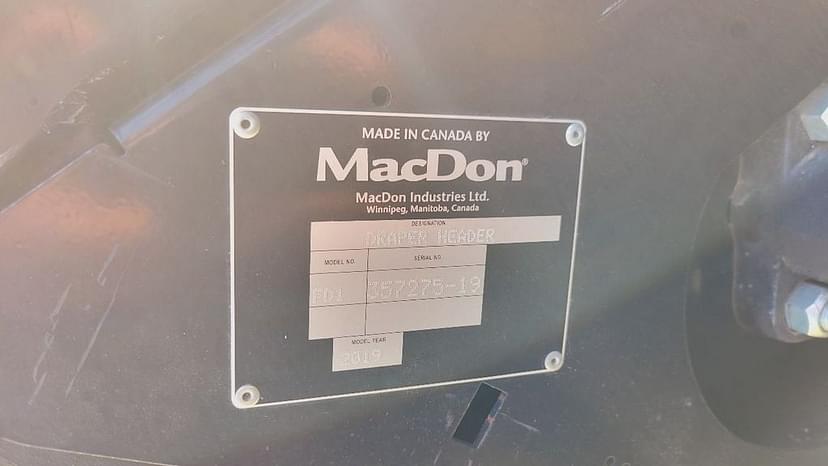 MADE IN CANADA BY
MacDon®
MacDon Industries Ltd.
Winnipeg, Manitoba, Canada
DESIGNATION
DRAPER HEADER
MODEL NO. SERIAL NO.
FD1 357275-19
MODEL YEAR
2019